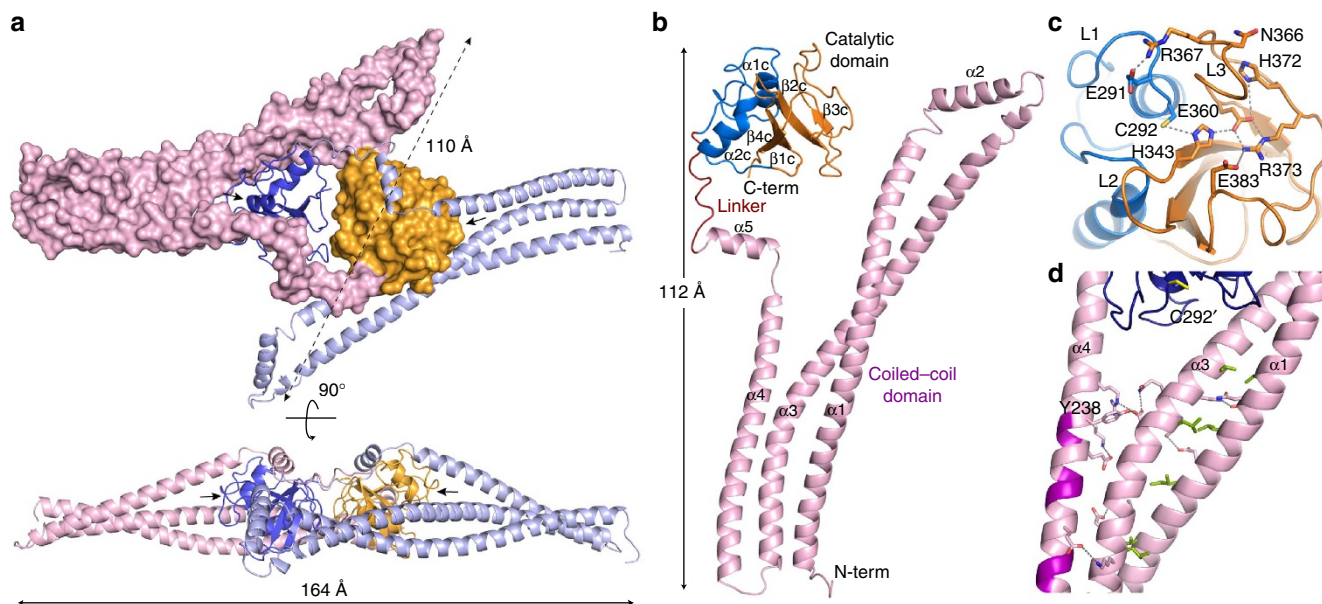 a
110 Å
90°
164 Å
b
Catalytic
domain
α1c
β2c
β3c
β4c
α2c
β1c
C-term
Linker
α5
α2
112 Å
Coiled–coil
domain
α4
α3
α1
N-term
c
L1
N366
R367
L3
H372
E291
E360
C292
H343
R373
L2
E383
d
C292′
α4
α3
α1
Y238